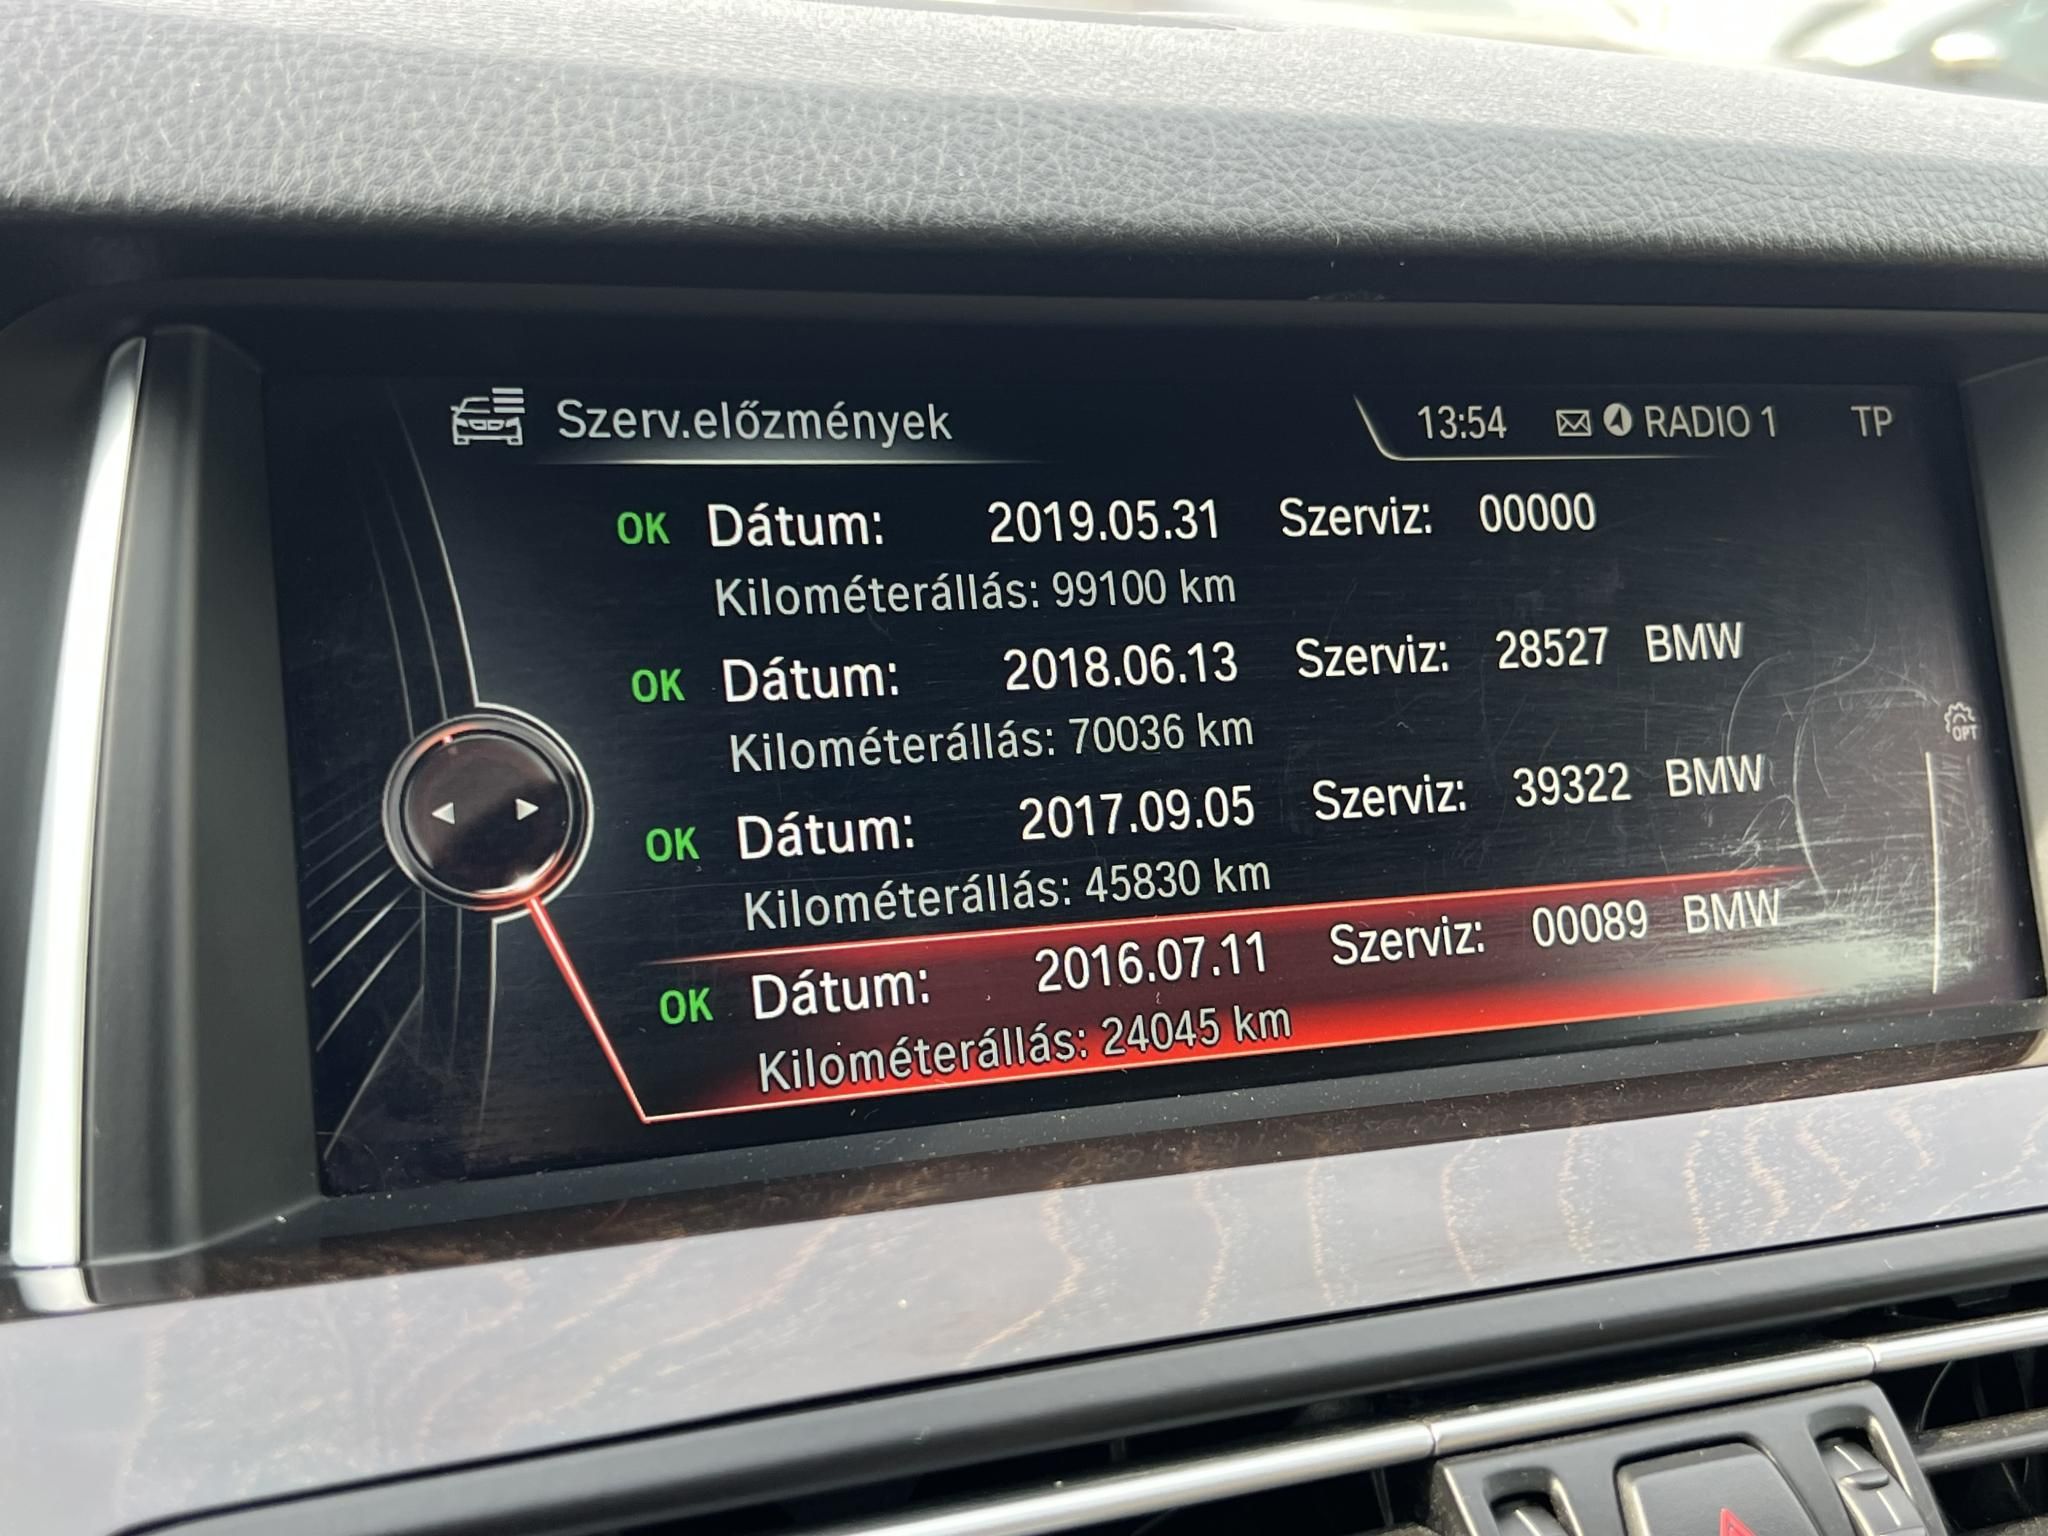 Szerv.előzmények 13:54 RADIO 1 TP
OK Dátum: 2019.05.31 Szerviz: 00000
Kilométerállás: 99100 km
OK Dátum: 2018.06.13 Szerviz: 28527 BMW
Kilométerállás: 70036 km
OPT
OK Dátum: 2017.09.05 Szerviz: 39322 BMW
Kilométerállás: 45830 km
OK Dátum: 2016.07.11 Szerviz: 00089 BMW
Kilométerállás: 24045 km